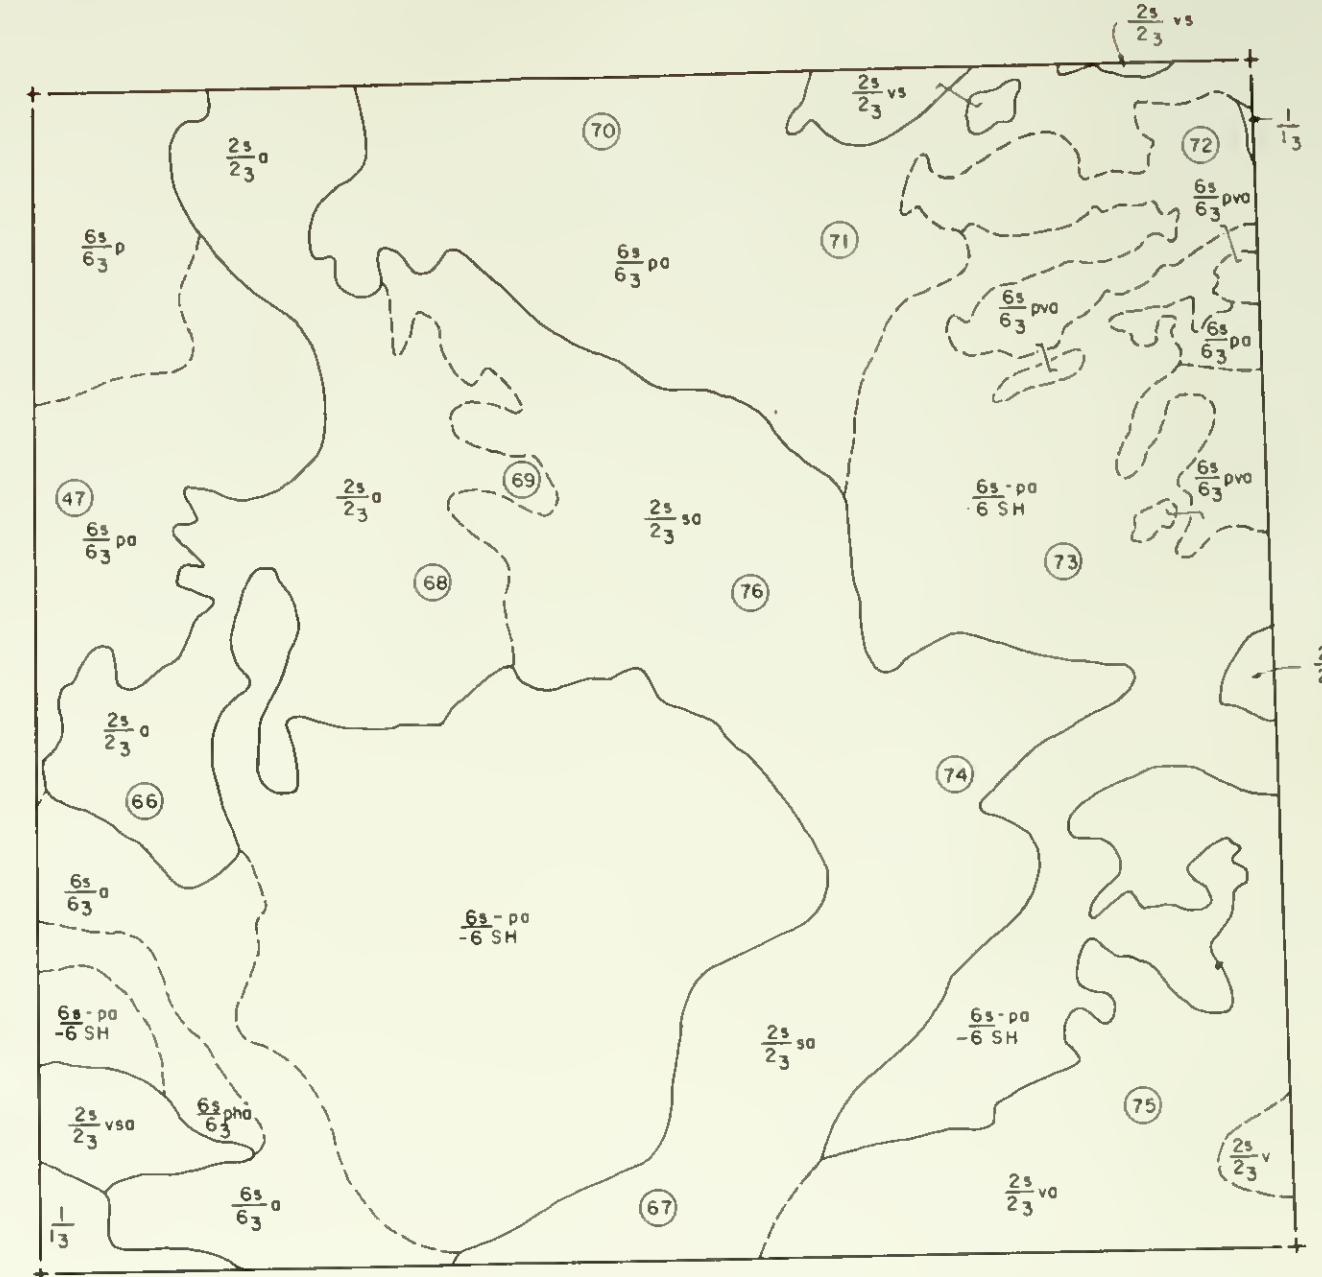 2s
2 3 vs
2s
2 3 vs
70
1
1 3
72
2s
2 3 a
6s
6 3 pva
6s
6 3 p
71
6s
6 3 pa
6s
6 3 pva
6s
6 3 pa
69
47
2s
2 3 a
6s
6 3 pva
6s-pa
6 SH
2s
2 3 sa
6s
6 3 pa
73
68
76
2s
2 3 a
74
66
6s
6 3 a
6s-pa
-6 SH
6s-pa
-6 SH
6s-pa
-6 SH
2s
2 3 sa
6s
6 3 pha
75
2s
2 3 vsa
2s
2 3 v
6s
6 3 a
2s
2 3 va
67
1
1 3